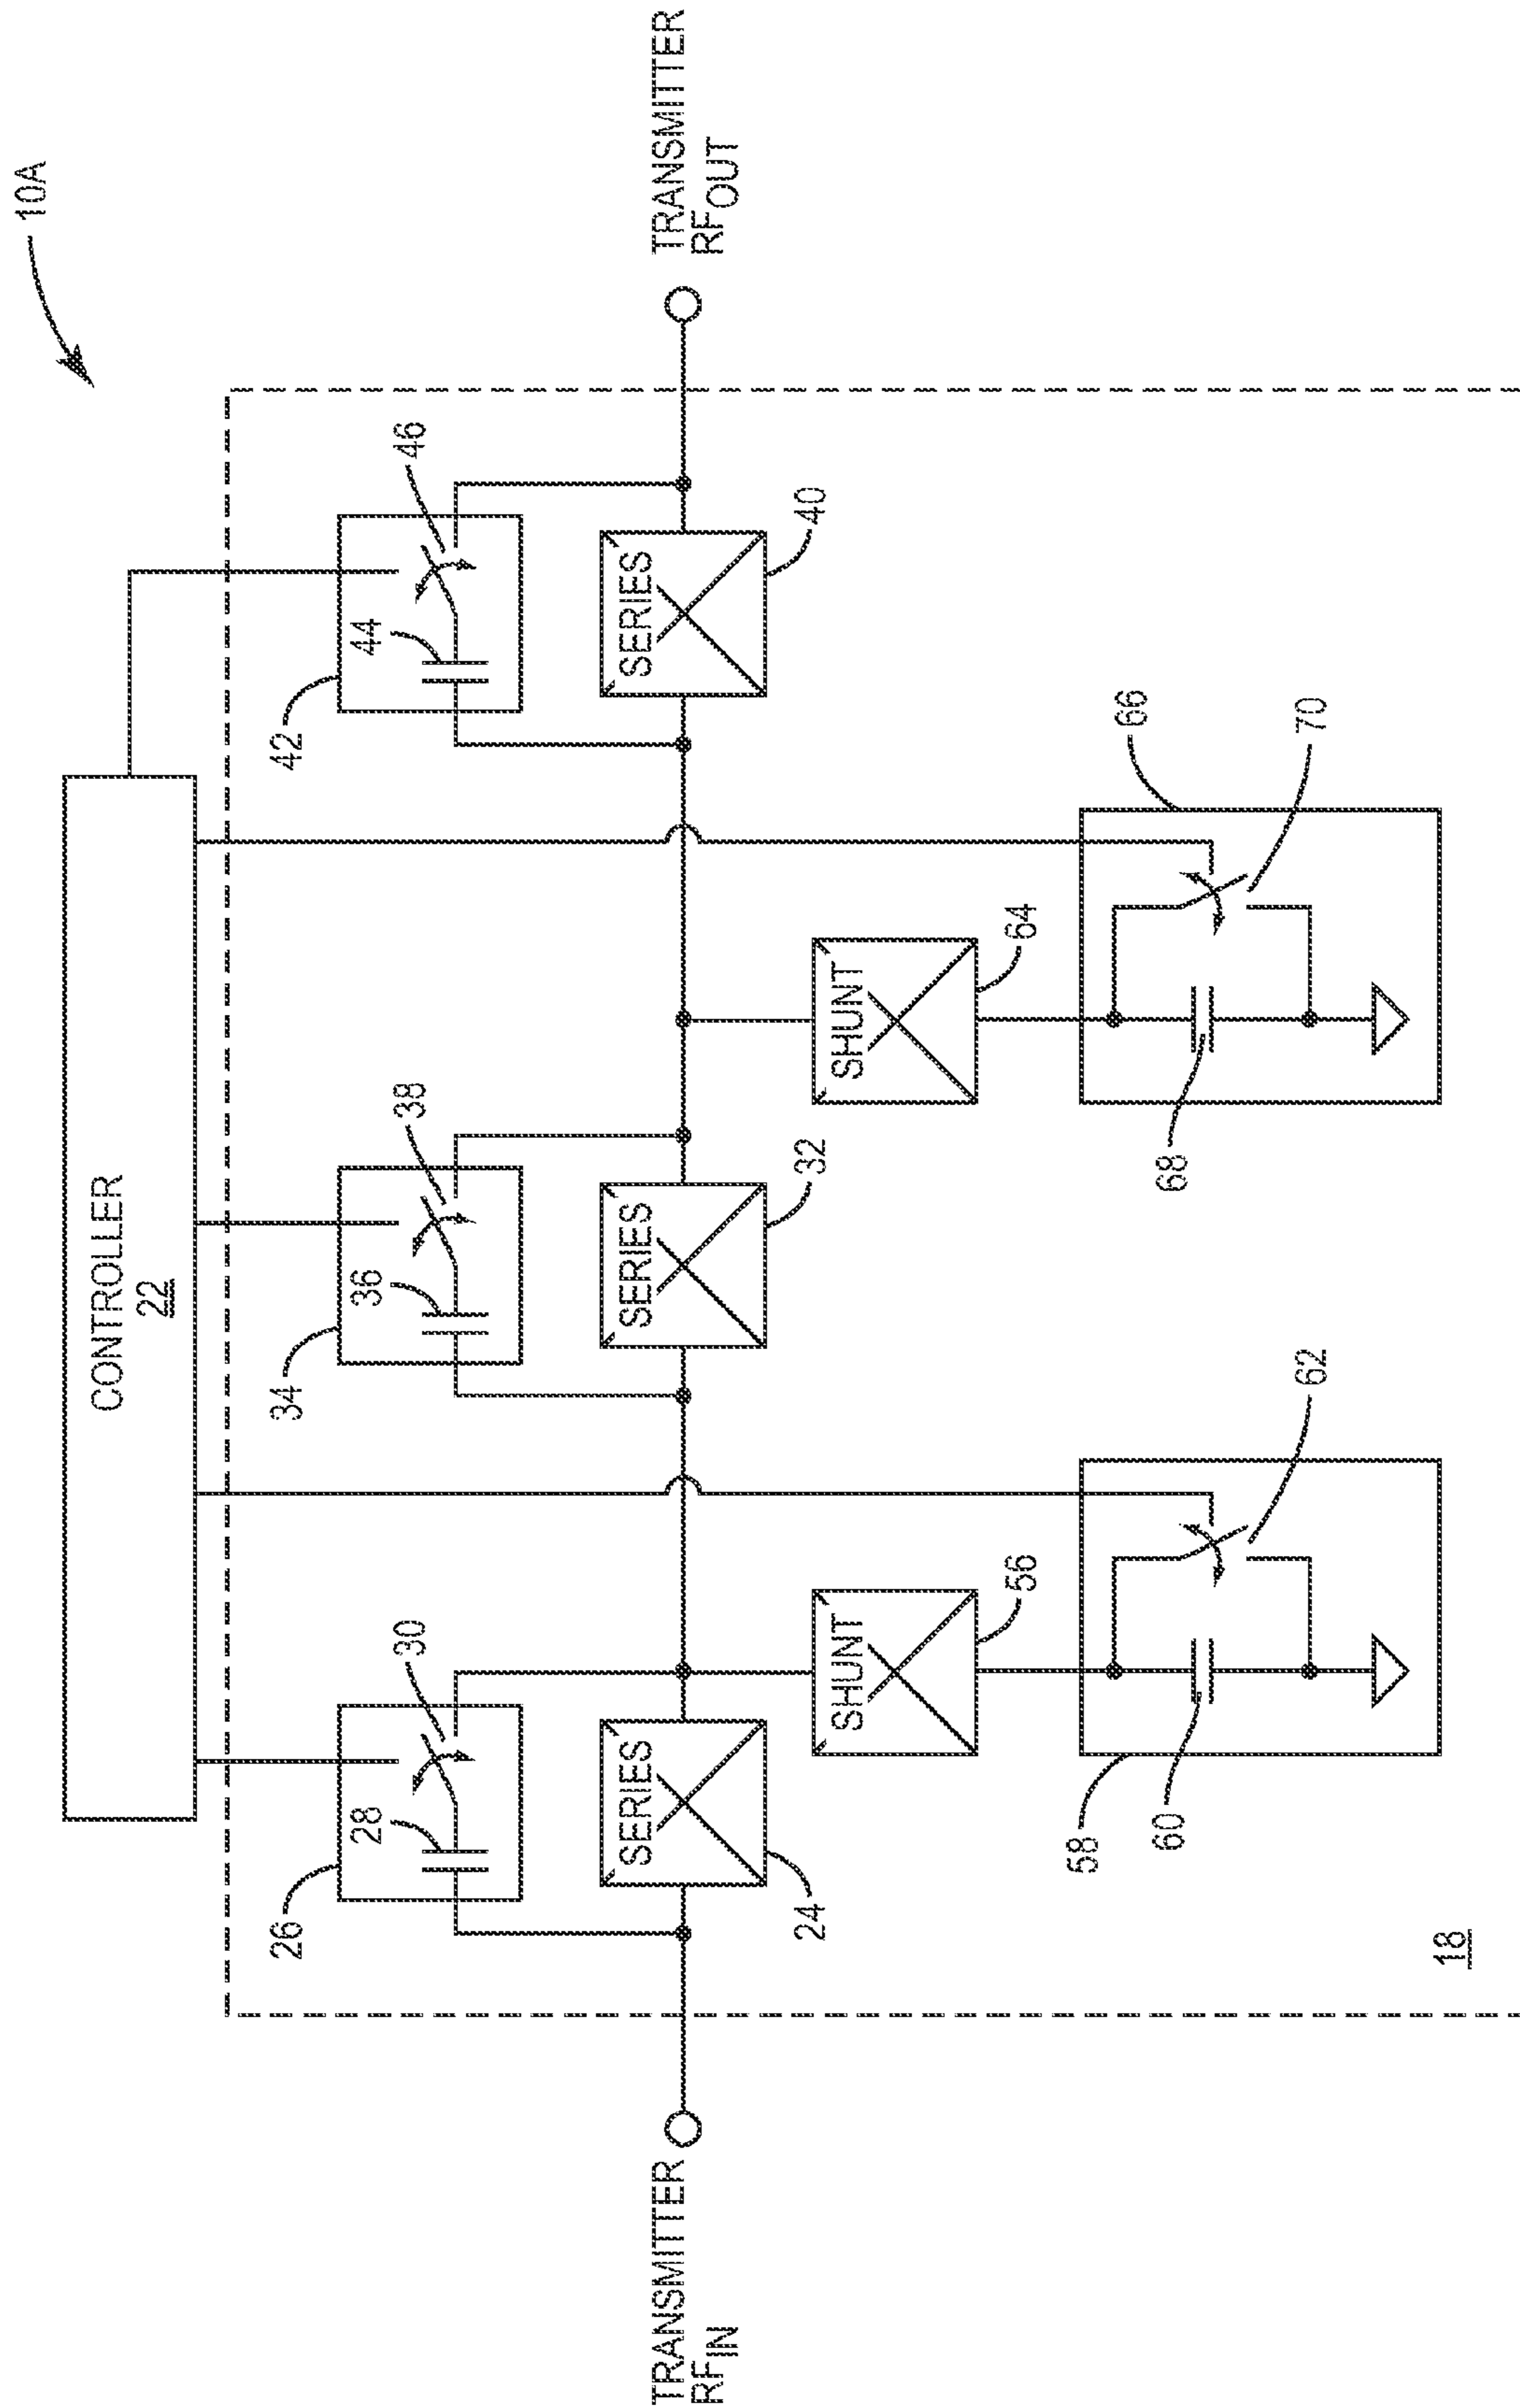 10A
CONTROLLER
22
26
28
30
34
36
38
42
44
46
TRANSMITTER
RFIN
SERIES
24
SERIES
32
SERIES
40
TRANSMITTER
RFOUT
SHUNT
56
SHUNT
64
58
60
62
68
66
70
18